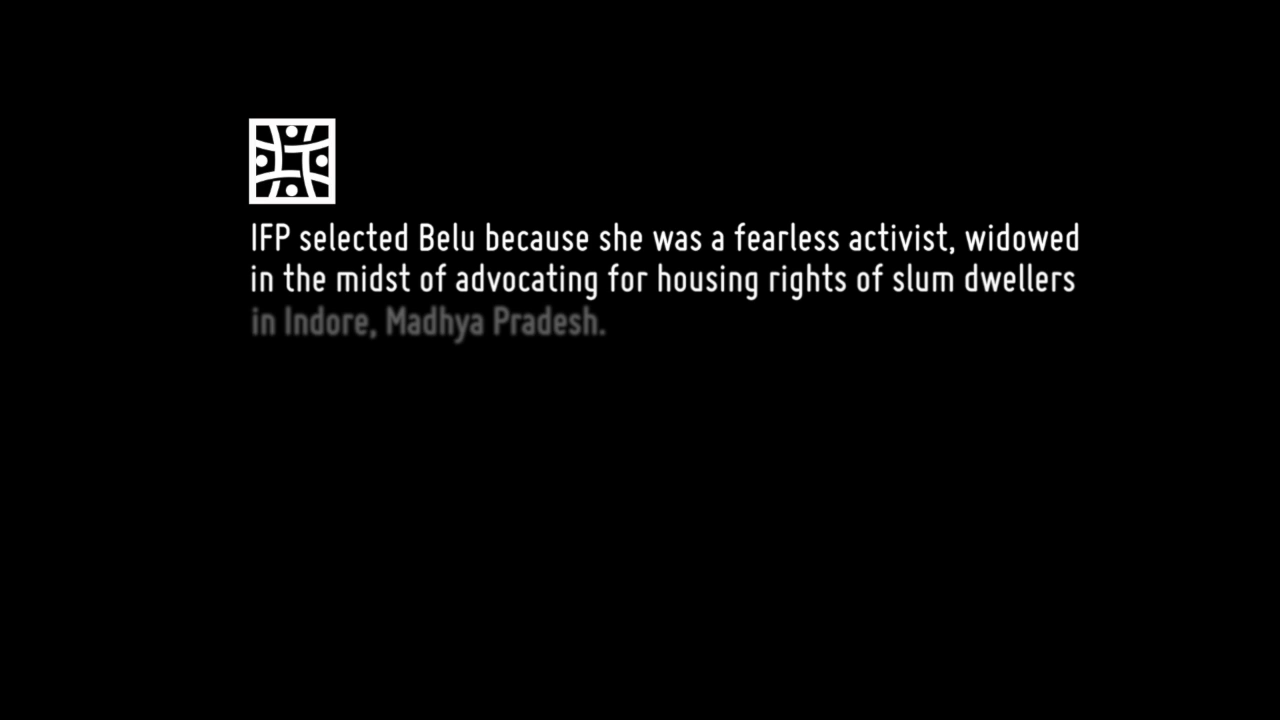 IFP selected Belu because she was a fearless activist, widowed
in the midst of advocating for housing rights of slum dwellers
in Indore, Madhya Pradesh.